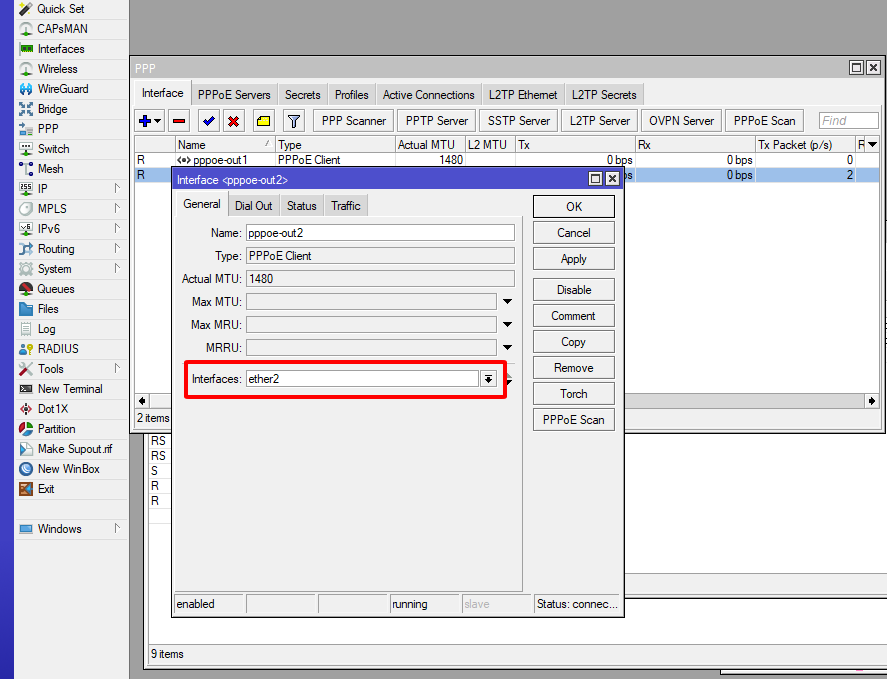 Quick Set
CAPsMAN
Interfaces
Wireless
WireGuard
Bridge
PPP
Switch
Mesh
IP
MPLS
IPv6
Routing
System
Queues
Files
Log
RADIUS
Tools
New Terminal
Dot1X
Partition
Make Supout.rif
New WinBox
Exit
Windows
PPP
Interface PPPoE Servers Secrets Profiles Active Connections L2TP Ethernet L2TP Secrets
PPP Scanner PPTP Server SSTP Server L2TP Server OVPN Server PPPoE Scan Find
Name Type Actual MTU L2 MTU Tx Rx Tx Packet (p/s) R
R pppoe-out1 PPPoE Client 1480 0 bps 0 bps 0
R bps 0 bps 2
2 items
Interface <pppoe-out2>
General Dial Out Status Traffic
Name: pppoe-out2
Type: PPPoE Client
Actual MTU: 1480
Max MTU:
Max MRU:
MRRU:
Interfaces: ether2
OK
Cancel
Apply
Disable
Comment
Copy
Remove
Torch
PPPoE Scan
enabled running slave Status: connec...
RS
RS
S
R
R
9 items